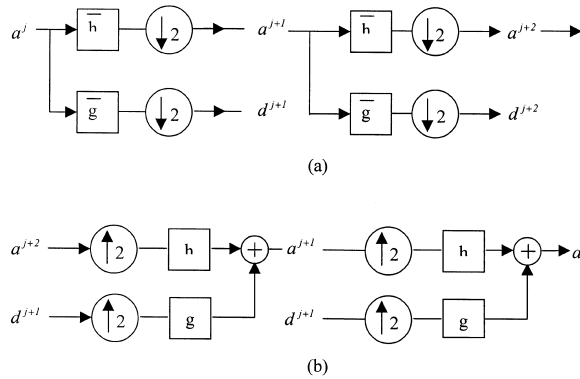 a^j h̄ ↓2 a^{j+1} h̄ ↓2 a^{j+2}
ḡ ↓2 d^{j+1} ḡ ↓2 d^{j+2}
(a)
a^{j+2} ↑2 h + a^{j+1} ↑2 h + a
d^{j+1} ↑2 g d^{j+1} ↑2 g
(b)